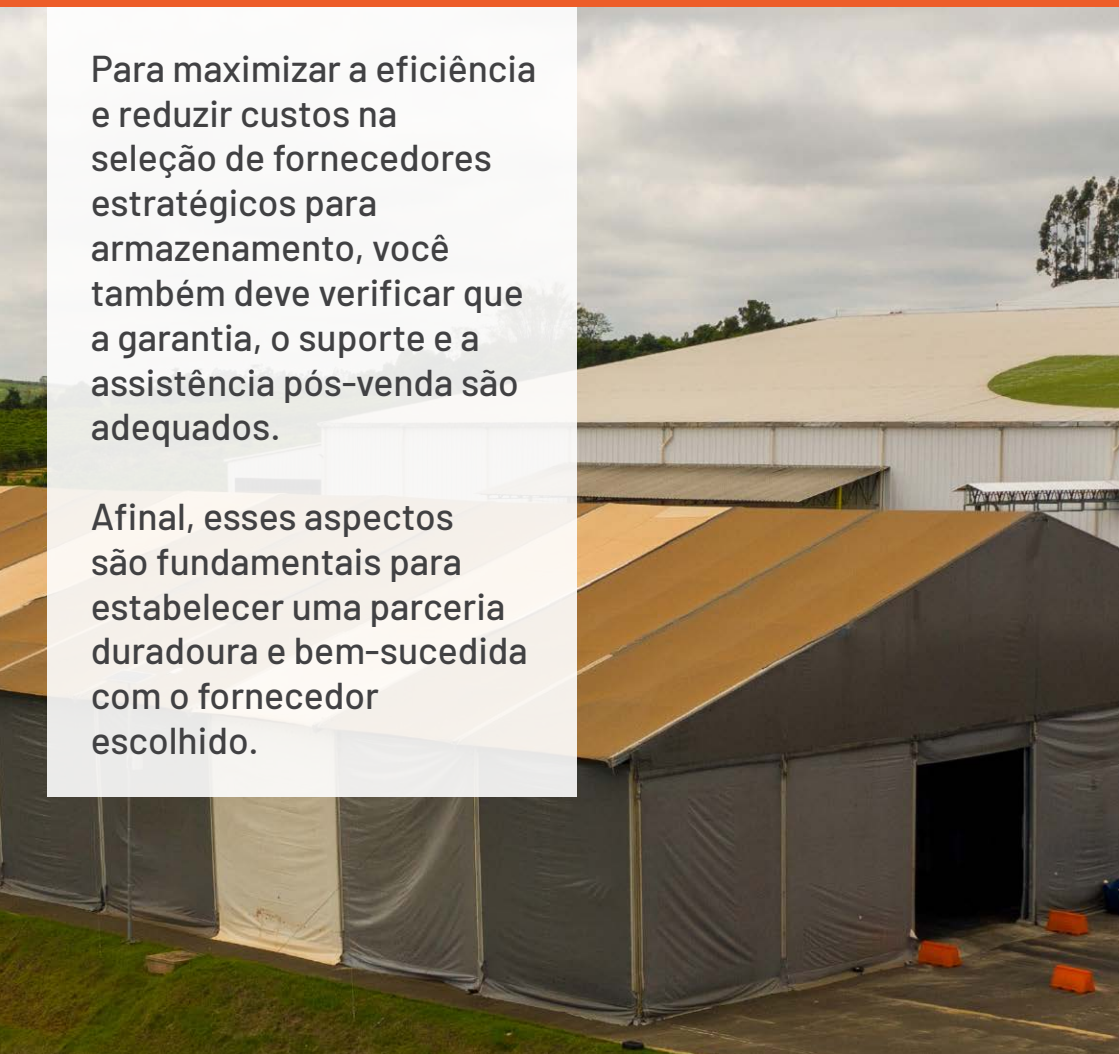 Para maximizar a eficiência
e reduzir custos na
seleção de fornecedores
estratégicos para
armazenamento, você
também deve verificar que
a garantia, o suporte e a
assistência pós-venda são
adequados.
Afinal, esses aspectos
são fundamentais para
estabelecer uma parceria
duradoura e bem-sucedida
com o fornecedor
escolhido.